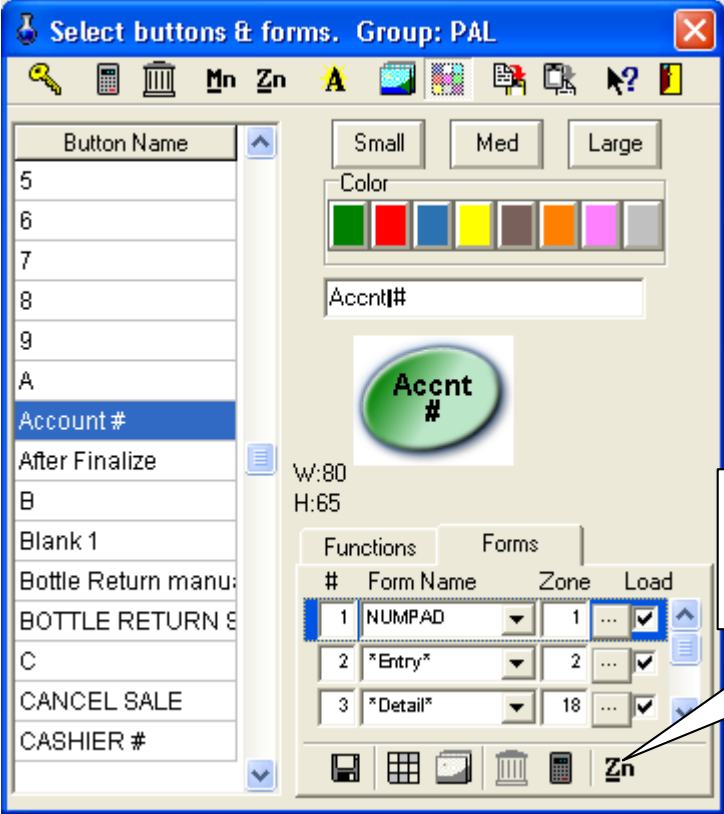 Select buttons & forms. Group: PAL
Mn Zn A ?
Button Name
5
6
7
8
9
A
Account #
After Finalize
B
Blank 1
Bottle Return manu
BOTTLE RETURN S
C
CANCEL SALE
CASHIER #
Small Med Large
Color
Accnt|#
Accnt
#
W:80
H:65
Functions Forms
# Form Name Zone Load
1 NUMPAD 1 ...
2 *Entry* 2 ...
3 *Detail* 18 ...
Zn